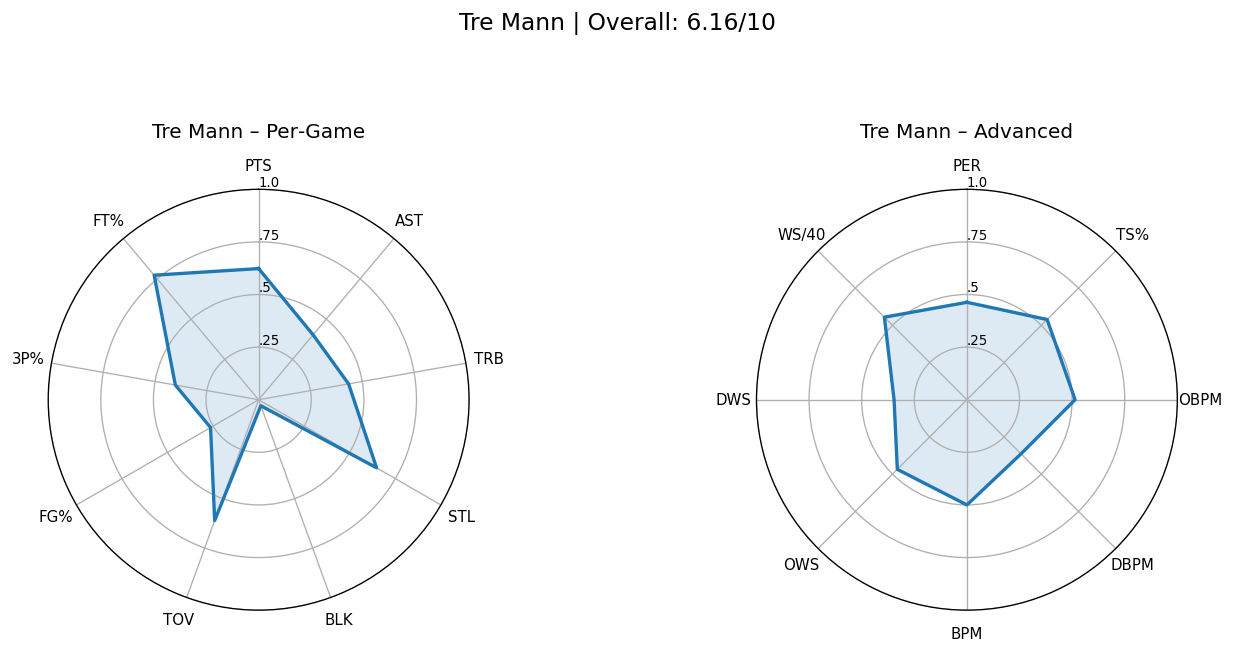 Tre Mann | Overall: 6.16/10
Tre Mann – Per-Game
PTS
1.0
FT%
AST
.75
.5
.25
3P%
TRB
FG%
STL
TOV
BLK
Tre Mann – Advanced
PER
1.0
WS/40
TS%
.75
.5
.25
DWS
OBPM
OWS
DBPM
BPM